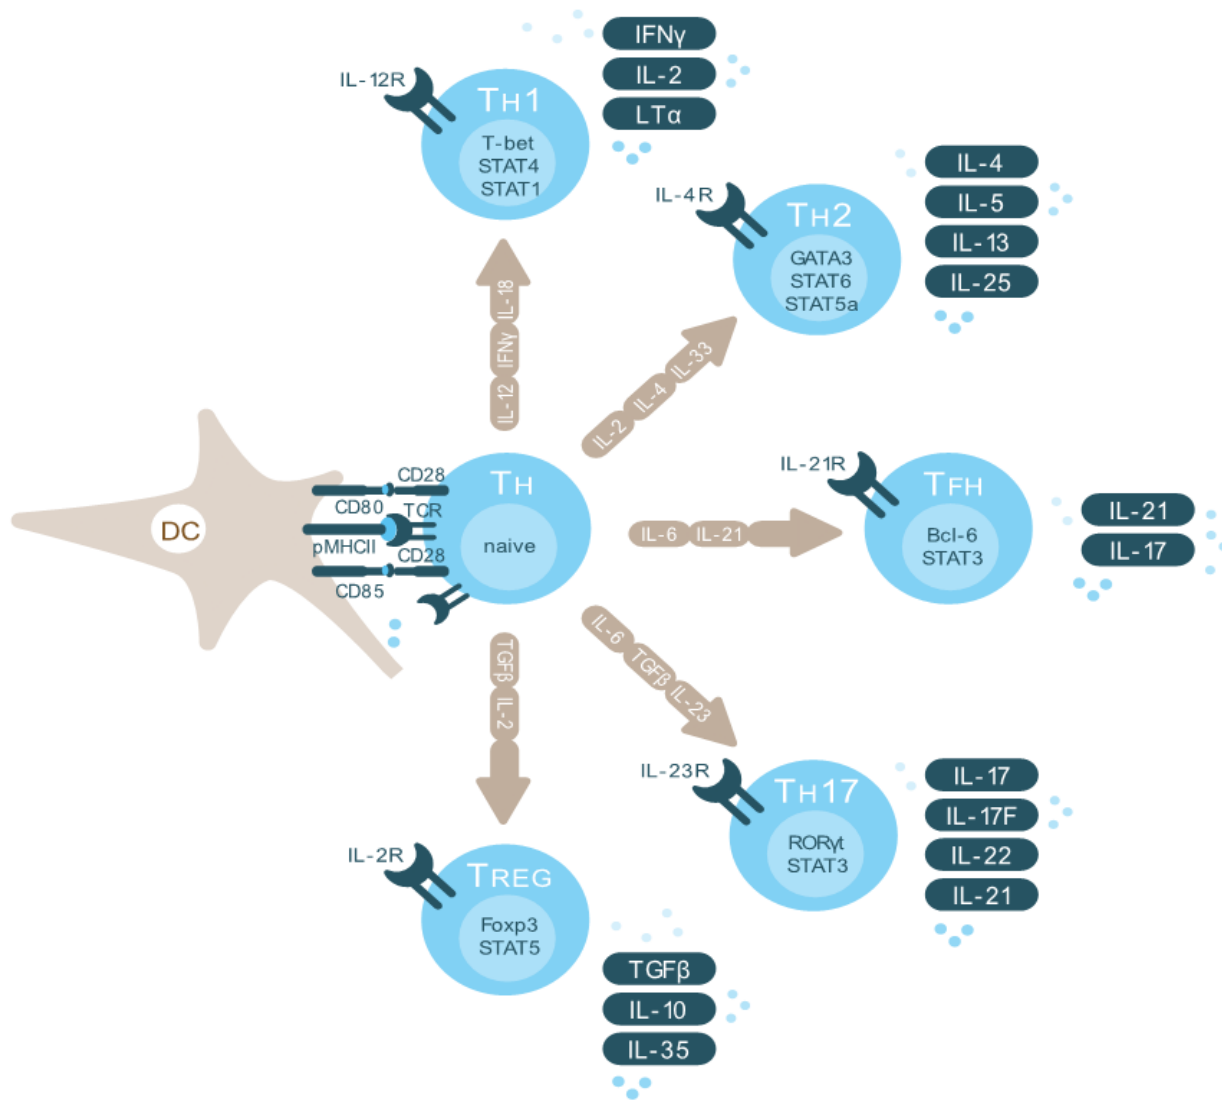 IL-12R
TH1
T-bet
STAT4
STAT1
IFNγ
IL-2
LTα
IL-4R
TH2
GATA3
STAT6
STAT5a
IL-4
IL-5
IL-13
IL-25
IL-12 IFNγ IL-18
IL-2 IL-4 IL-33
DC
CD28
CD80
TCR
pMHCII
CD28
CD85
TH
naive
IL-6 IL-21
IL-21R
TFH
Bcl-6
STAT3
IL-21
IL-17
TGFβ IL-2
IL-6 TGFβ IL-23
IL-23R
TH17
RORγt
STAT3
IL-17
IL-17F
IL-22
IL-21
IL-2R
TREG
Foxp3
STAT5
TGFβ
IL-10
IL-35